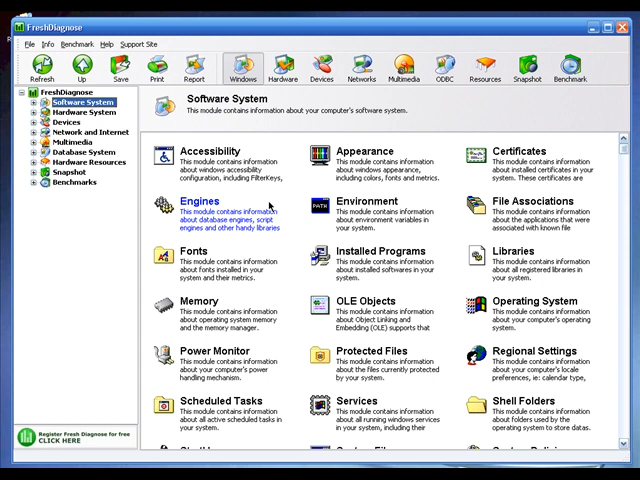 FreshDiagnose
File Info Benchmark Help Support Site
Refresh Up Save Print Report Windows Hardware Devices Networks Multimedia ODBC Resources Snapshot Benchmark
FreshDiagnose
Software System
Hardware System
Devices
Network and Internet
Multimedia
Database System
Hardware Resources
Snapshot
Benchmarks
Register Fresh Diagnose for free
CLICK HERE
Software System
This module contains information about your computer's software system.
Accessibility
This module contains information
about windows accessibility
configuration, including FilterKeys,
Appearance
This module contains information
about windows appearance,
including colors, fonts and metrics.
Certificates
This module contains information
about installed certificates in your
system. These certificates are
Engines
This module contains information
about database engines, script
engines and other handy libraries
Environment
This module contains information
about environment variables in
your system.
PATH
File Associations
This module contains information
about the applications that were
associated with known file
Fonts
This module contains information
about fonts installed in your
system and their metrics.
Installed Programs
This module contains information
about installed softwares in your
system.
Libraries
This module contains information
about all registered libraries in
your system.
Memory
This module contains information
about operating system memory
and the memory manager.
OLE Objects
This module contains information
about Object Linking and
Embedding (OLE) supports that
Operating System
This module contains information
about your computer's operating
system.
Power Monitor
This module contains information
about your computer's power
handling mechanism.
Protected Files
This module contains information
about the files currently protected
by your system.
Regional Settings
This module contains information
about your computer's locale
preferences, ie: calendar type,
Scheduled Tasks
This module contains information
about all active scheduled tasks in
your system.
Services
This module contains information
about all running windows services
in your system, including their
Shell Folders
This module contains information
about folders used by the
operating system to store datas.